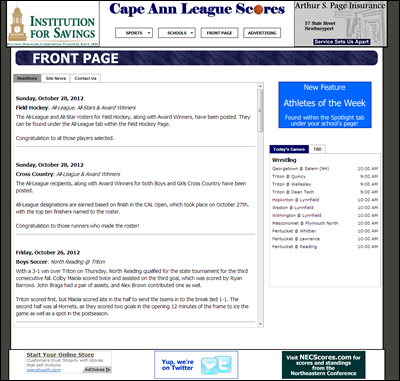 INSTITUTION
FOR SAVINGS
Cape Ann League Scores
SPORTS
SCHOOLS
FRONT PAGE
ADVERTISING
Arthur S. Page Insurance
57 State Street
Newburyport
Service Sets Us Apart
FRONT PAGE
Headlines
Site News
Contact Us
Sunday, October 28, 2012
Field Hockey: All-League, All-Stars & Award Winners
The All-League and All-Star rosters for Field Hockey, along with Award Winners, have been posted. They
can be found under the All-League tab within the Field Hockey Page.
Congratulation to all those players selected.
Sunday, October 28, 2012
Cross Country: All-League & Award Winners
The All-League recipients, along with Award Winners for both Boys and Girls Cross Country have been
posted.
All-League designations are earned based on finish in the CAL Open, which took place on October 27th,
with the top ten finishers named to the roster.
Congratulation to those runners who made the roster!
Friday, October 26, 2012
Boys Soccer: North Reading @ Triton
With a 3-1 win over Triton on Thursday, North Reading qualified for the state tournament for the third
consecutive fall. Colby Maiola scored twice and assisted on the third goal, which was scored by Ryan
Barrows. John Braga had a pair of assists, and Alex Brown contributed one as well.
Triton scored first, but Maiola scored late in the half to send the teams in to the break tied 1-1. The
second half was al Hornets, as they scored two goals in the opening 12 minutes of the frame to ice the
game as well as a spot in the postseason.
New Feature
Athletes of the
Week
Found within the Spotlight tab
under your school's page!
Today's Games
TBD
Wrestling
Georgetown @ Salem (NH) 10:00 AM
Triton @ Quincy 10:00 AM
Triton @ Wellesley 10:00 AM
Triton @ Dean Tech 10:00 AM
Hopkinton @ Lynnfield 10:00 AM
Weston @ Lynnfield 10:00 AM
Wilmington @ Lynnfield 10:00 AM
Masconomet @ Plymouth North 10:00 AM
Pentucket @ Whittier 10:00 AM
Pentucket @ Lawrence 10:00 AM
Pentucket @ Reading 10:00 AM
Start Your Online Store
Customers trust Shopify with stores
that sell millions
www.shopify.com
AdChoices
Yup, we're
on Twitter
Visit NECScores.com for
scores and standings
from the
Northeastern Conference